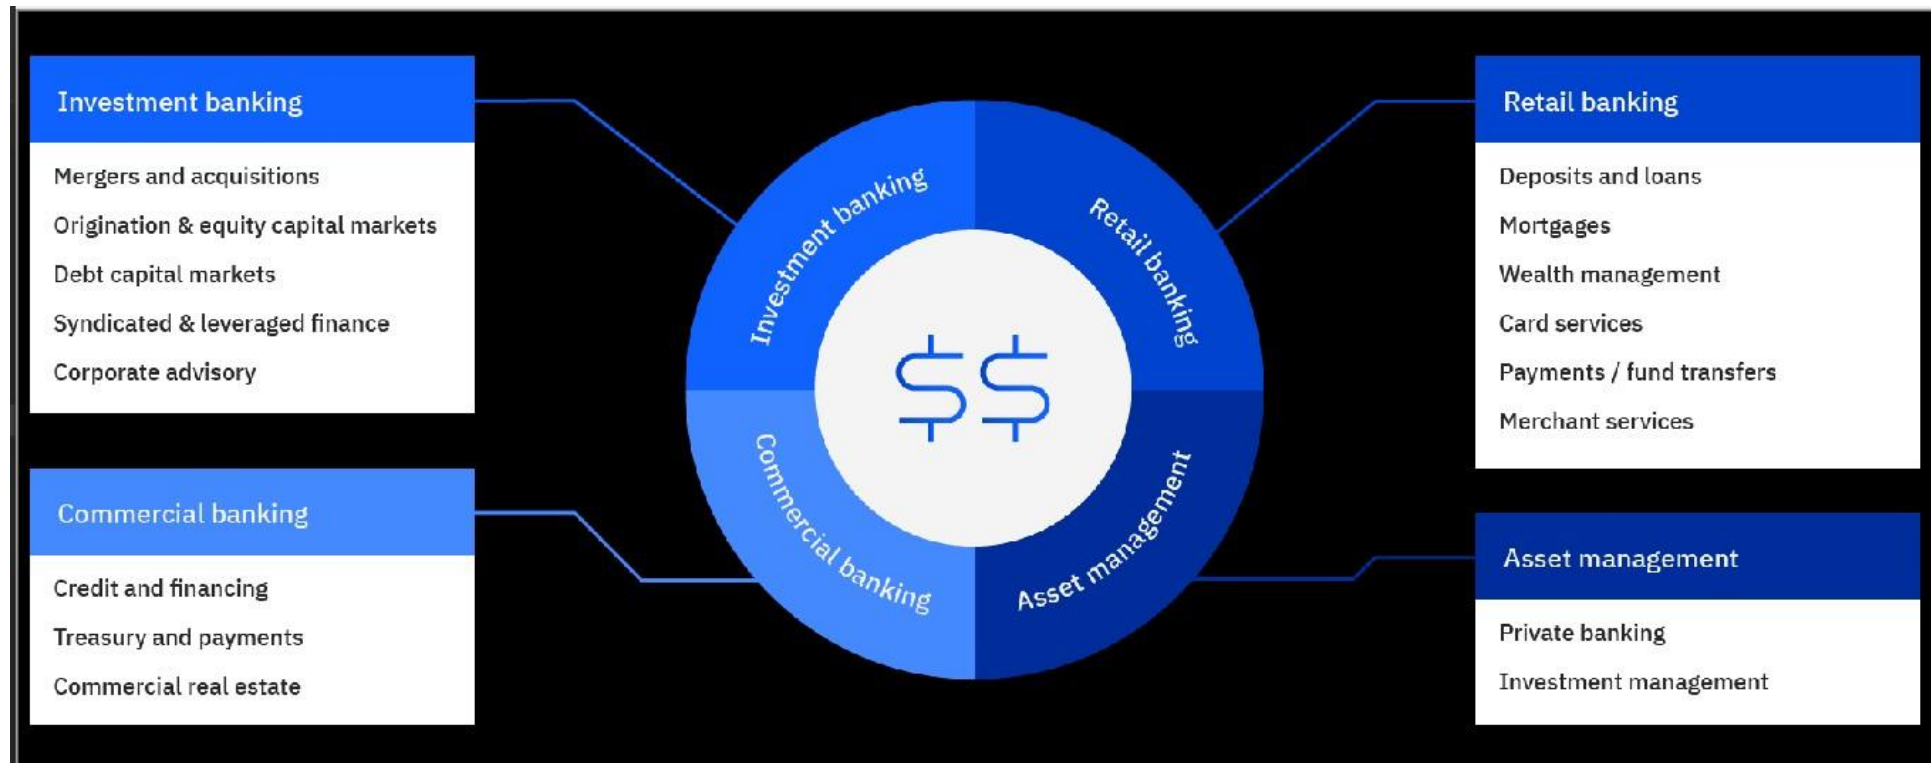 Investment banking
Mergers and acquisitions
Origination & equity capital markets
Debt capital markets
Syndicated & leveraged finance
Corporate advisory
Commercial banking
Credit and financing
Treasury and payments
Commercial real estate
Investment banking
Retail banking
Commercial banking
Asset management
$$
Retail banking
Deposits and loans
Mortgages
Wealth management
Card services
Payments / fund transfers
Merchant services
Asset management
Private banking
Investment management